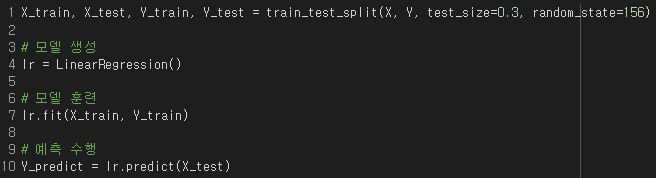 1 X_train, X_test, Y_train, Y_test = train_test_split(X, Y, test_size=0.3, random_state=156)
2
3 # 모델 생성
4 lr = LinearRegression()
5
6 # 모델 훈련
7 lr.fit(X_train, Y_train)
8
9 # 예측 수행
10 Y_predict = lr.predict(X_test)